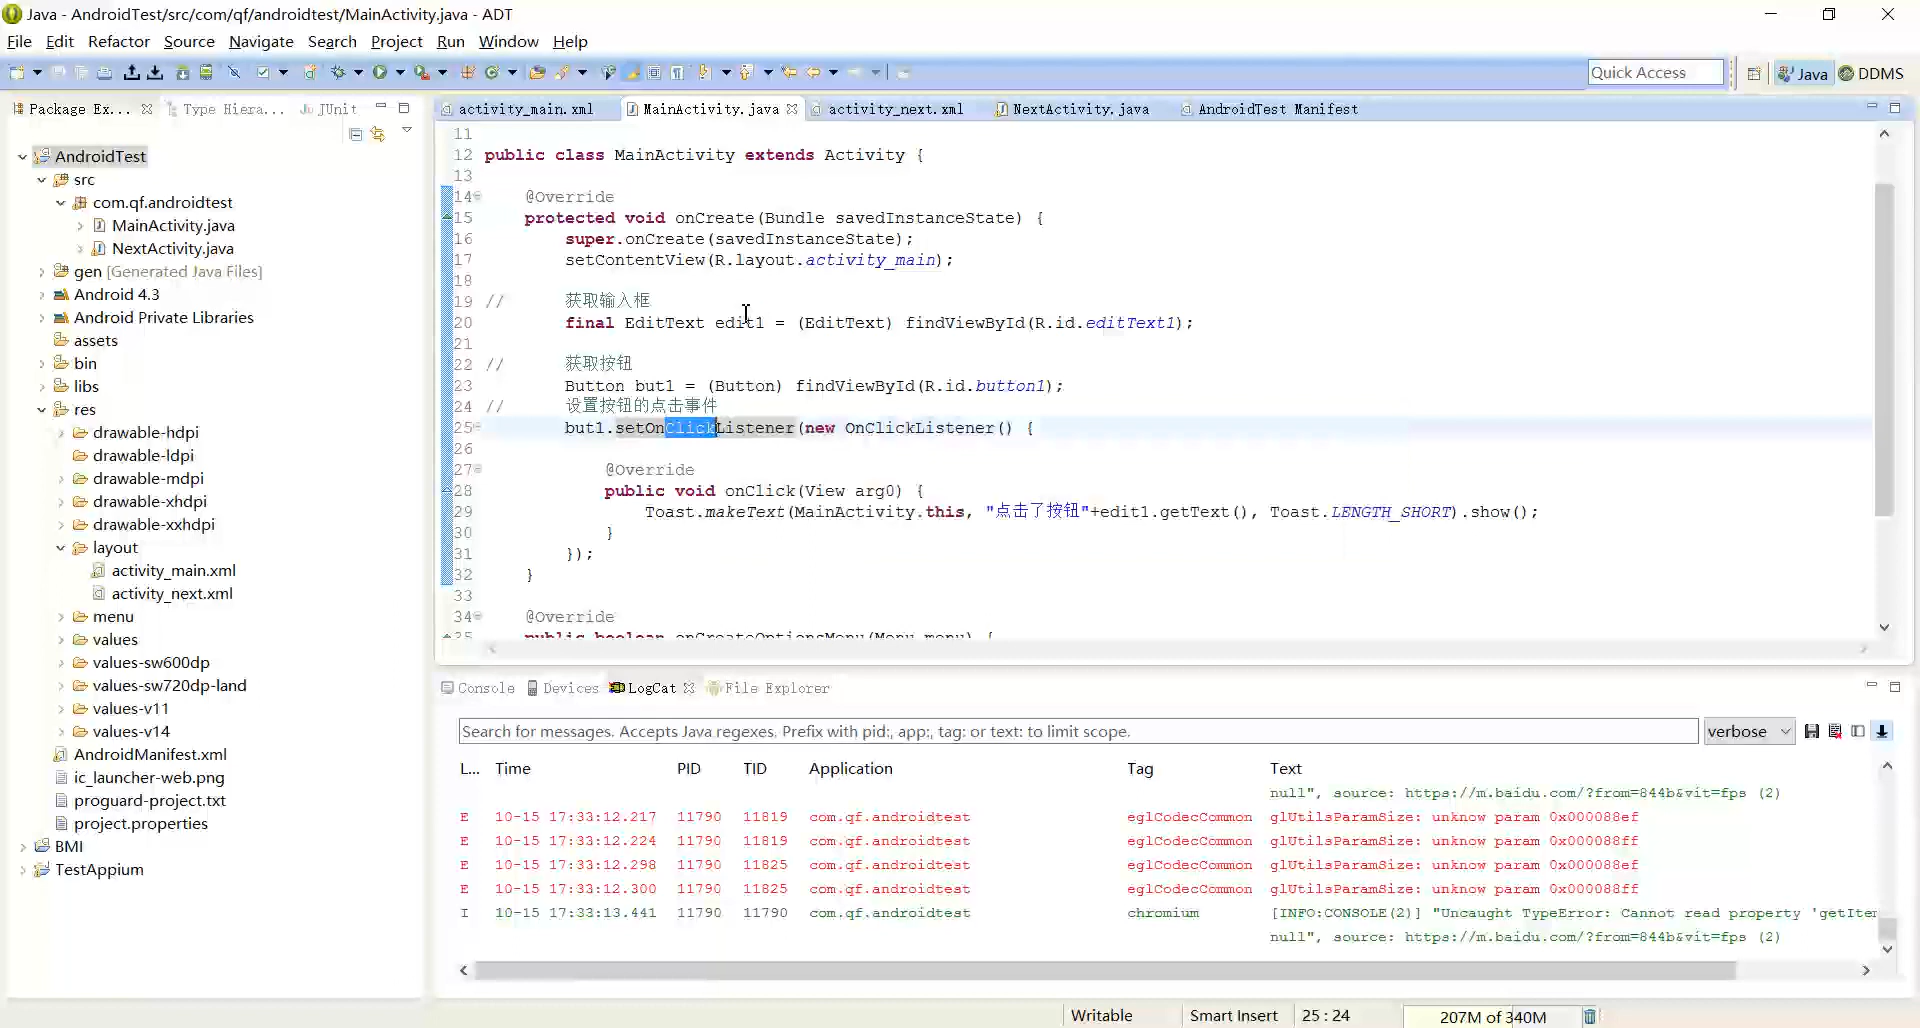 Java - AndroidTest/src/com/qf/androidtest/MainActivity.java - ADT
File Edit Refactor Source Navigate Search Project Run Window Help
Quick Access Java DDMS
Package Ex... Type Hiera... JUnit
AndroidTest
src
com.qf.androidtest
MainActivity.java
NextActivity.java
gen [Generated Java Files]
Android 4.3
Android Private Libraries
assets
bin
libs
res
drawable-hdpi
drawable-ldpi
drawable-mdpi
drawable-xhdpi
drawable-xxhdpi
layout
activity_main.xml
activity_next.xml
menu
values
values-sw600dp
values-sw720dp-land
values-v11
values-v14
AndroidManifest.xml
ic_launcher-web.png
proguard-project.txt
project.properties
BMI
TestAppium
activity_main.xml MainActivity.java activity_next.xml NextActivity.java AndroidTest Manifest
11
12 public class MainActivity extends Activity {
13
14 @Override
15 protected void onCreate(Bundle savedInstanceState) {
16 super.onCreate(savedInstanceState);
17 setContentView(R.layout.activity_main);
18
19 // 获取输入框
20 final EditText edit1 = (EditText) findViewById(R.id.editText1);
21
22 // 获取按钮
23 Button but1 = (Button) findViewById(R.id.button1);
24 // 设置按钮的点击事件
25 but1.setOnClickListener(new OnClickListener() {
26
27 @Override
28 public void onClick(View arg0) {
29 Toast.makeText(MainActivity.this, "点击了按钮"+edit1.getText(), Toast.LENGTH_SHORT).show();
30 }
31 });
32 }
33
34 @Override
35 public boolean onCreateOptionsMenu(Menu menu) {
Console Devices LogCat File Explorer
Search for messages. Accepts Java regexes. Prefix with pid:, app:, tag: or text: to limit scope. verbose
L... Time PID TID Application Tag Text
null", source: https://m.baidu.com/?from=844b&vit=fps (2)
E 10-15 17:33:12.217 11790 11819 com.qf.androidtest eglCodecCommon glUtilsParamSize: unknow param 0x000088ef
E 10-15 17:33:12.224 11790 11819 com.qf.androidtest eglCodecCommon glUtilsParamSize: unknow param 0x000088ff
E 10-15 17:33:12.298 11790 11825 com.qf.androidtest eglCodecCommon glUtilsParamSize: unknow param 0x000088ef
E 10-15 17:33:12.300 11790 11825 com.qf.androidtest eglCodecCommon glUtilsParamSize: unknow param 0x000088ff
I 10-15 17:33:13.441 11790 11790 com.qf.androidtest chromium [INFO:CONSOLE(2)] "Uncaught TypeError: Cannot read property 'getIter
null", source: https://m.baidu.com/?from=844b&vit=fps (2)
Writable Smart Insert 25 : 24 207M of 340M